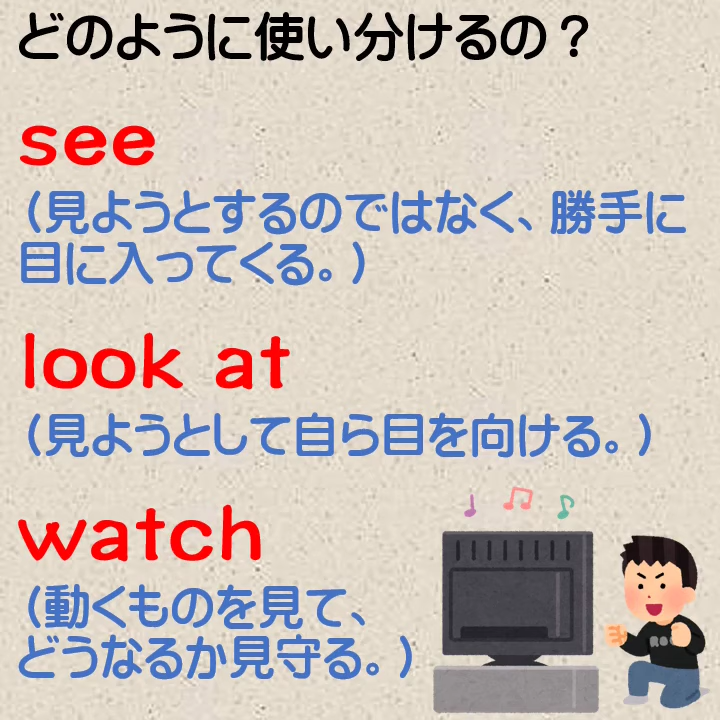 どのように使い分けるの？
see
（見ようとするのではなく、勝手に
目に入ってくる。）
look at
（見ようとして自ら目を向ける。）
watch
（動くものを見て、
どうなるか見守る。）